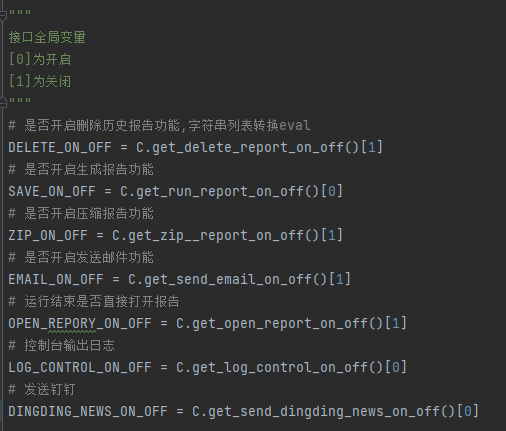 """
接口全局变量
[0]为开启
[1]为关闭
"""
# 是否开启删除历史报告功能,字符串列表转换eval
DELETE_ON_OFF = C.get_delete_report_on_off()[1]
# 是否开启生成报告功能
SAVE_ON_OFF = C.get_run_report_on_off()[0]
# 是否开启压缩报告功能
ZIP_ON_OFF = C.get_zip__report_on_off()[1]
# 是否开启发送邮件功能
EMAIL_ON_OFF = C.get_send_email_on_off()[1]
# 运行结束是否直接打开报告
OPEN_REPORY_ON_OFF = C.get_open_report_on_off()[1]
# 控制台输出日志
LOG_CONTROL_ON_OFF = C.get_log_control_on_off()[0]
# 发送钉钉
DINGDING_NEWS_ON_OFF = C.get_send_dingding_news_on_off()[0]